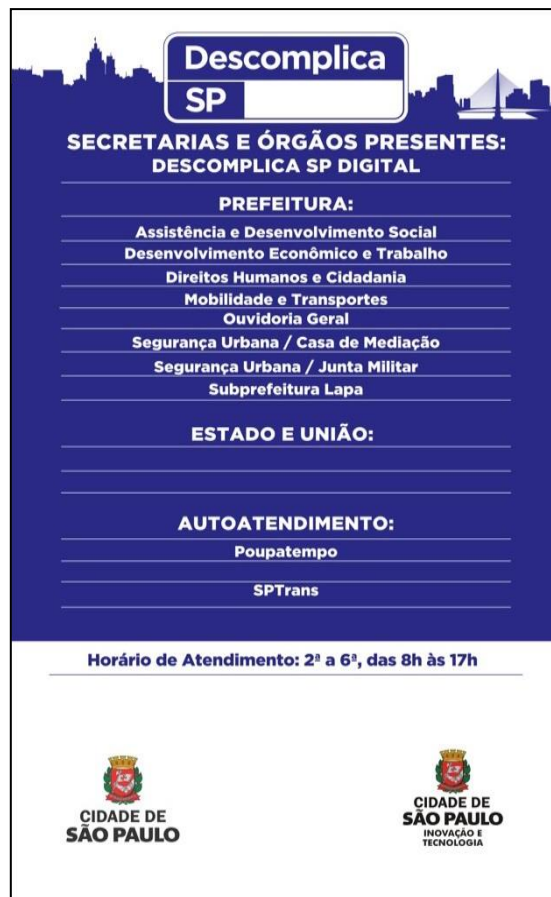 Descomplica
SP
SECRETARIAS E ÓRGÃOS PRESENTES:
DESCOMPLICA SP DIGITAL
PREFEITURA:
Assistência e Desenvolvimento Social
Desenvolvimento Econômico e Trabalho
Direitos Humanos e Cidadania
Mobilidade e Transportes
Ouvidoria Geral
Segurança Urbana / Casa de Mediação
Segurança Urbana / Junta Militar
Subprefeitura Lapa
ESTADO E UNIÃO:
AUTOATENDIMENTO:
Poupatempo
SPTrans
Horário de Atendimento: 2ª a 6ª, das 8h às 17h
CIDADE DE
SÃO PAULO
CIDADE DE
SÃO PAULO
INOVAÇÃO E
TECNOLOGIA